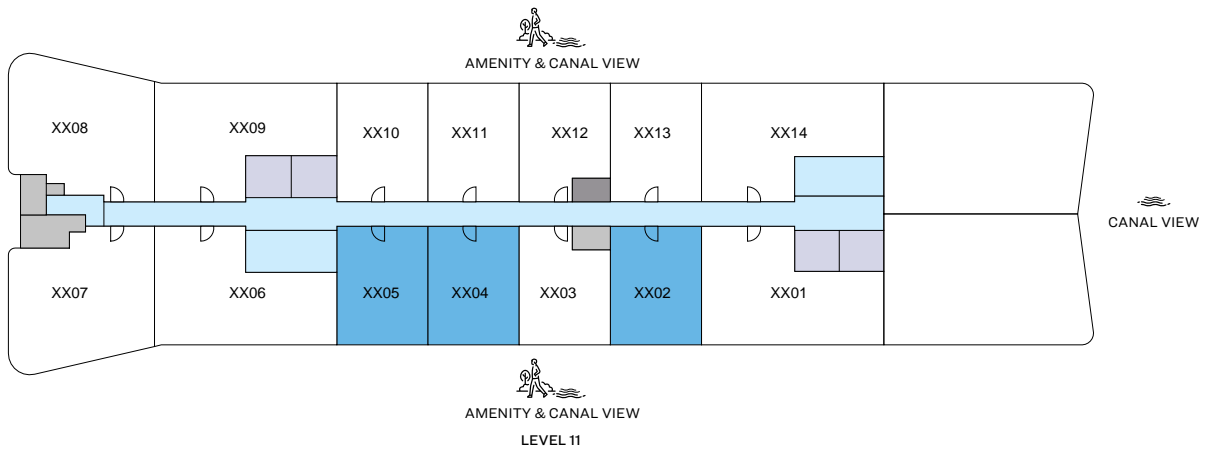 AMENITY & CANAL VIEW
XX08
XX09
XX10
XX11
XX12
XX13
XX14
CANAL VIEW
XX07
XX06
XX05
XX04
XX03
XX02
XX01
AMENITY & CANAL VIEW
LEVEL 11